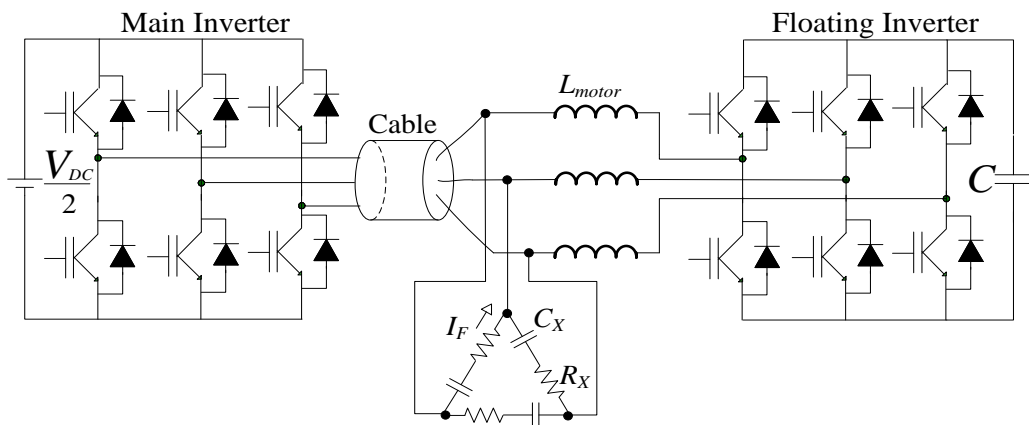 Main Inverter
Floating Inverter
Cable
L_motor
V_DC
2
C
I_F
C_X
R_X